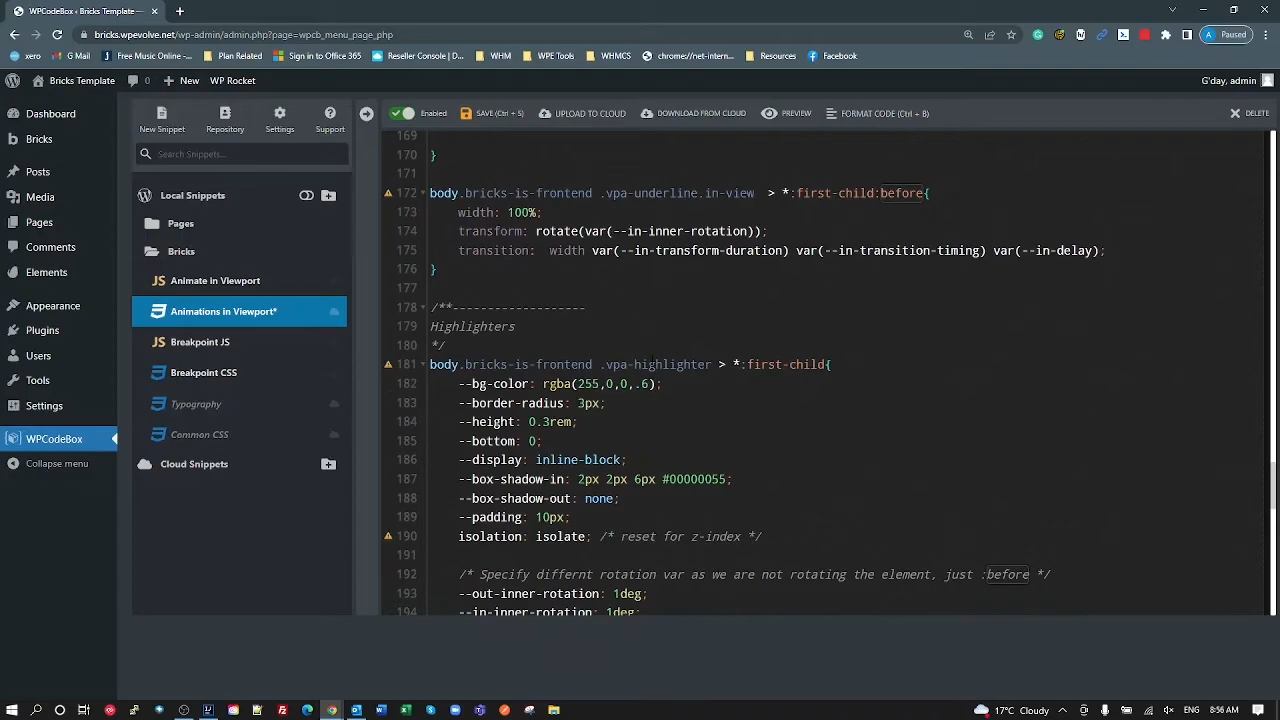 WPCodeBox ‹ Bricks Template —
bricks.wpevolve.net/wp-admin/admin.php?page=wpcb_menu_page_php
A Paused
xero
G Mail
Free Music Online -...
Plan Related
Sign in to Office 365
Reseller Console | D...
WHM
WPE Tools
WHMCS
chrome://net-intern...
Resources
Facebook
Bricks Template
0
New
WP Rocket
G'day, admin
Dashboard
Bricks
Posts
Media
Pages
Comments
Elements
Appearance
Plugins
Users
Tools
Settings
WPCodeBox
Collapse menu
New Snippet
Repository
Settings
Support
Search Snippets...
Local Snippets
Pages
Bricks
JS Animate in Viewport
Animations in Viewport*
JS Breakpoint JS
Breakpoint CSS
Typography
Common CSS
Cloud Snippets
Enabled
SAVE (Ctrl + S)
UPLOAD TO CLOUD
DOWNLOAD FROM CLOUD
PREVIEW
FORMAT CODE (Ctrl + B)
DELETE
169
170 }
171
172 body.bricks-is-frontend .vpa-underline.in-view > *:first-child:before{
173 width: 100%;
174 transform: rotate(var(--in-inner-rotation));
175 transition: width var(--in-transform-duration) var(--in-transition-timing) var(--in-delay);
176 }
177
178 /**-------------------
179 Highlighters
180 */
181 body.bricks-is-frontend .vpa-highlighter > *:first-child{
182 --bg-color: rgba(255,0,0,.6);
183 --border-radius: 3px;
184 --height: 0.3rem;
185 --bottom: 0;
186 --display: inline-block;
187 --box-shadow-in: 2px 2px 6px #00000055;
188 --box-shadow-out: none;
189 --padding: 10px;
190 isolation: isolate; /* reset for z-index */
191
192 /* Specify differnt rotation var as we are not rotating the element, just :before */
193 --out-inner-rotation: 1deg;
194 --in-inner-rotation: 1deg;
17°C Cloudy
8:56 AM